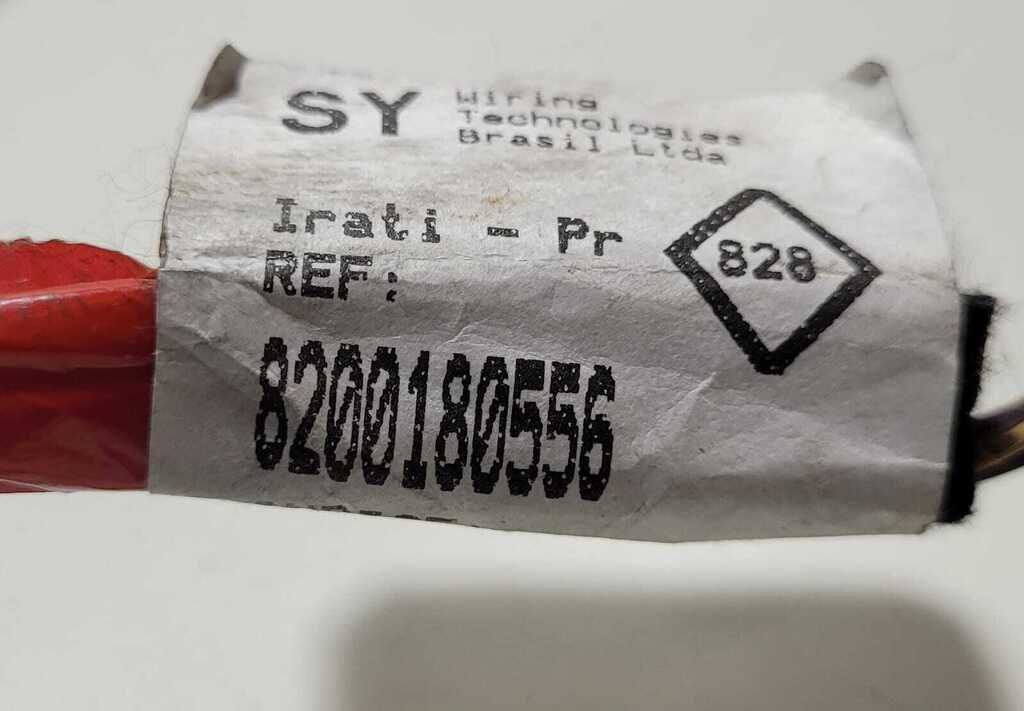 SY Wiring
Technologies
Brasil Ltda
Irati - Pr
828
REF:
8200180556